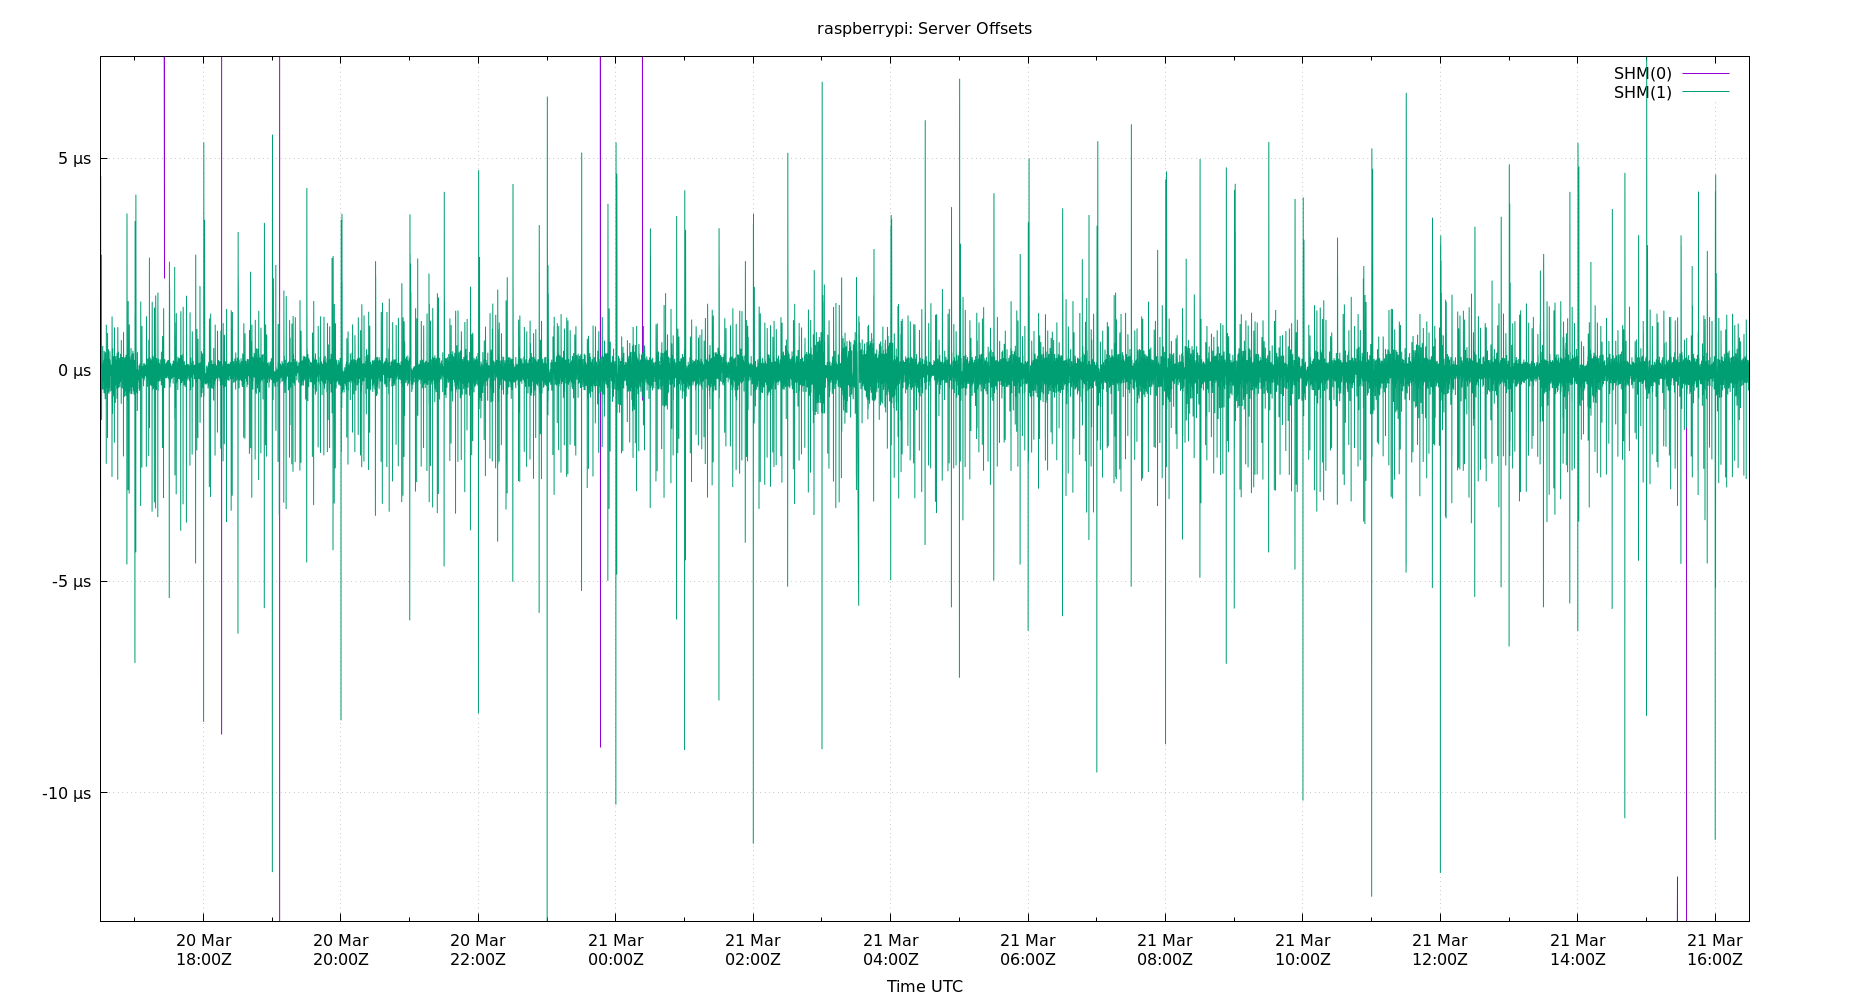 raspberrypi: Server Offsets
SHM(0)
SHM(1)
5 µs
0 µs
-5 µs
-10 µs
20 Mar 20 Mar 20 Mar 21 Mar 21 Mar 21 Mar 21 Mar 21 Mar 21 Mar 21 Mar 21 Mar 21 Mar
18:00Z 20:00Z 22:00Z 00:00Z 02:00Z 04:00Z 06:00Z 08:00Z 10:00Z 12:00Z 14:00Z 16:00Z
Time UTC